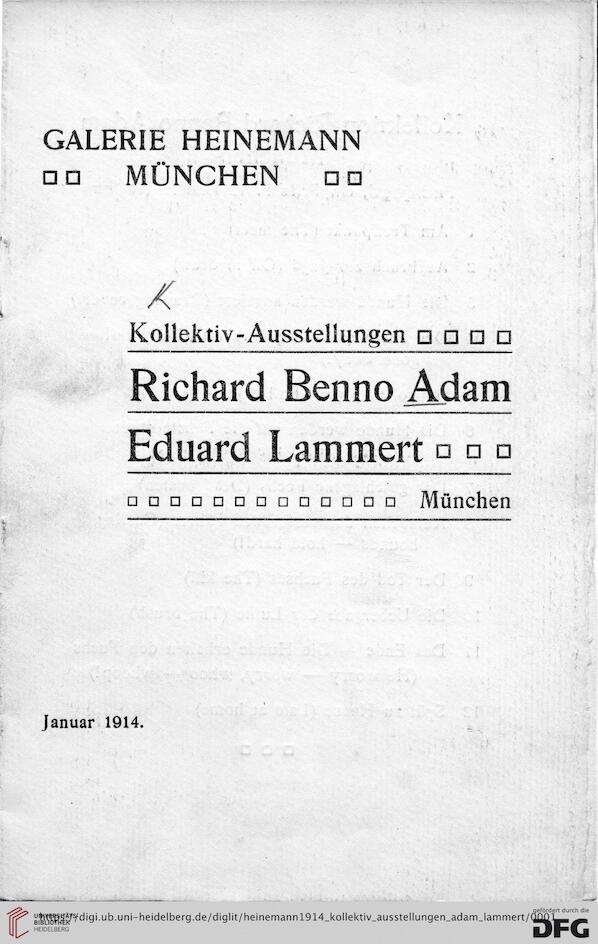 GALERIE HEINEMANN
MÜNCHEN
K
Kollektiv-Ausstellungen
Richard Benno Adam
Eduard Lammert
München
Januar 1914.
UNIVERSITÄTS-
BIBLIOTHEK
HEIDELBERG
https://digi.ub.uni-heidelberg.de/diglit/heinemann1914_kollektiv_ausstellungen_adam_lammert/0001
gefördert durch die
DFG